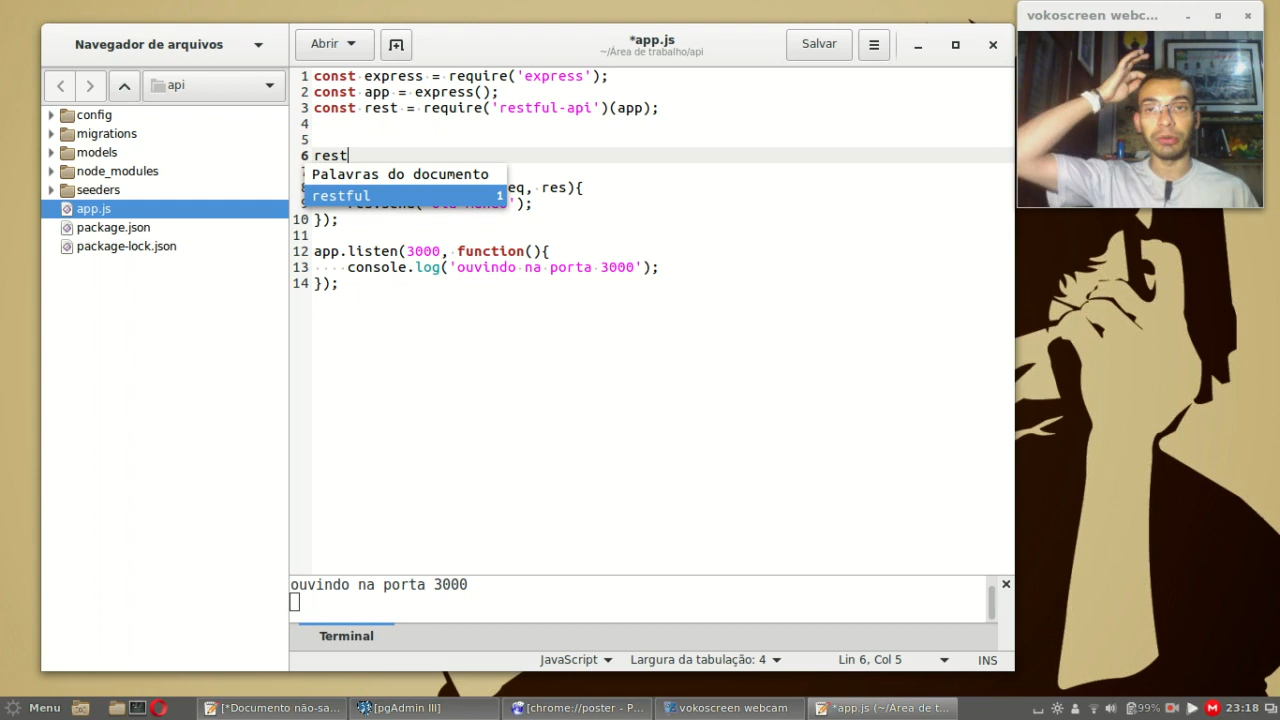 vokoscreen webc...
Navegador de arquivos
Abrir
*app.js
~/Área de trabalho/api
Salvar
api
config
migrations
models
node_modules
seeders
app.js
package.json
package-lock.json
1 const express = require('express');
2 const app = express();
3 const rest = require('restful-api')(app);
4
5
6 rest
Palavras do documento
restful 1
eq, res){
');
10 });
11
12 app.listen(3000, function(){
13 console.log('ouvindo na porta 3000');
14 });
ouvindo na porta 3000
Terminal
JavaScript
Largura da tabulação: 4
Lin 6, Col 5
INS
Menu
[*Documento não-sa...
[pgAdmin III]
[chrome://poster - P...
vokoscreen webcam
*app.js (~/Área de t...
99%
M
23:18